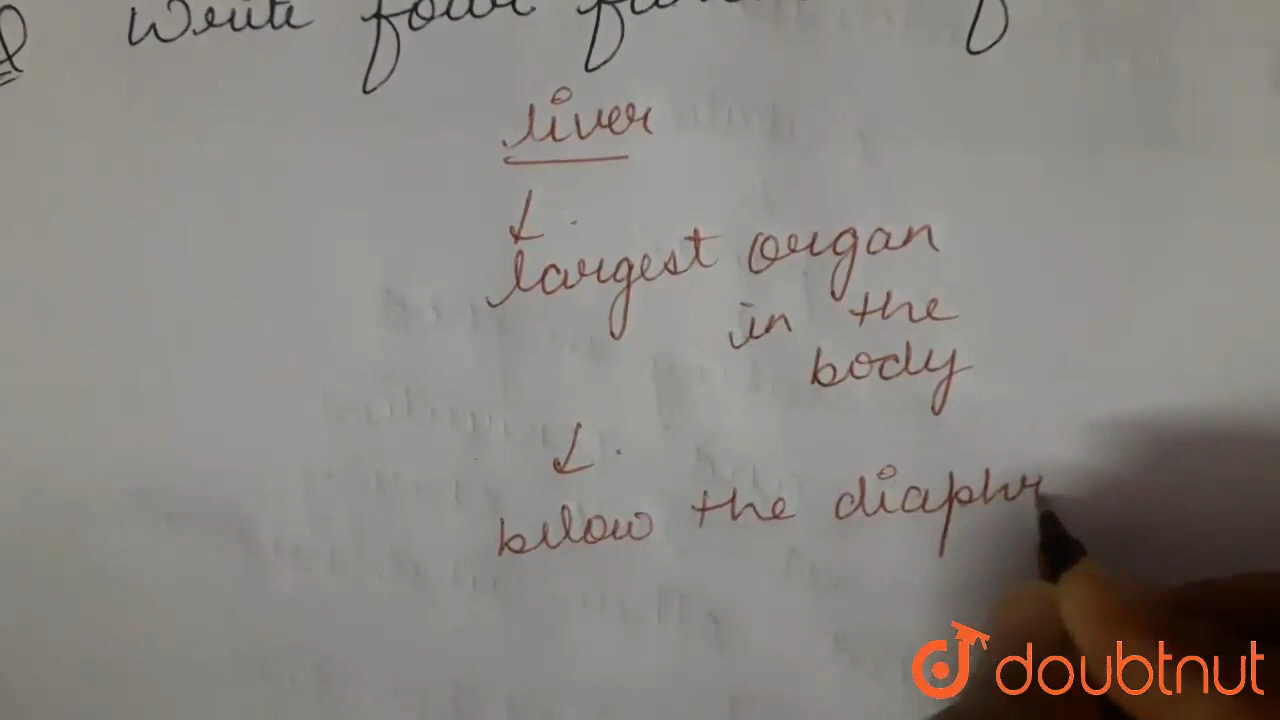 Write four
liver
largest organ
in the
body
below the diaphr
doubtnut